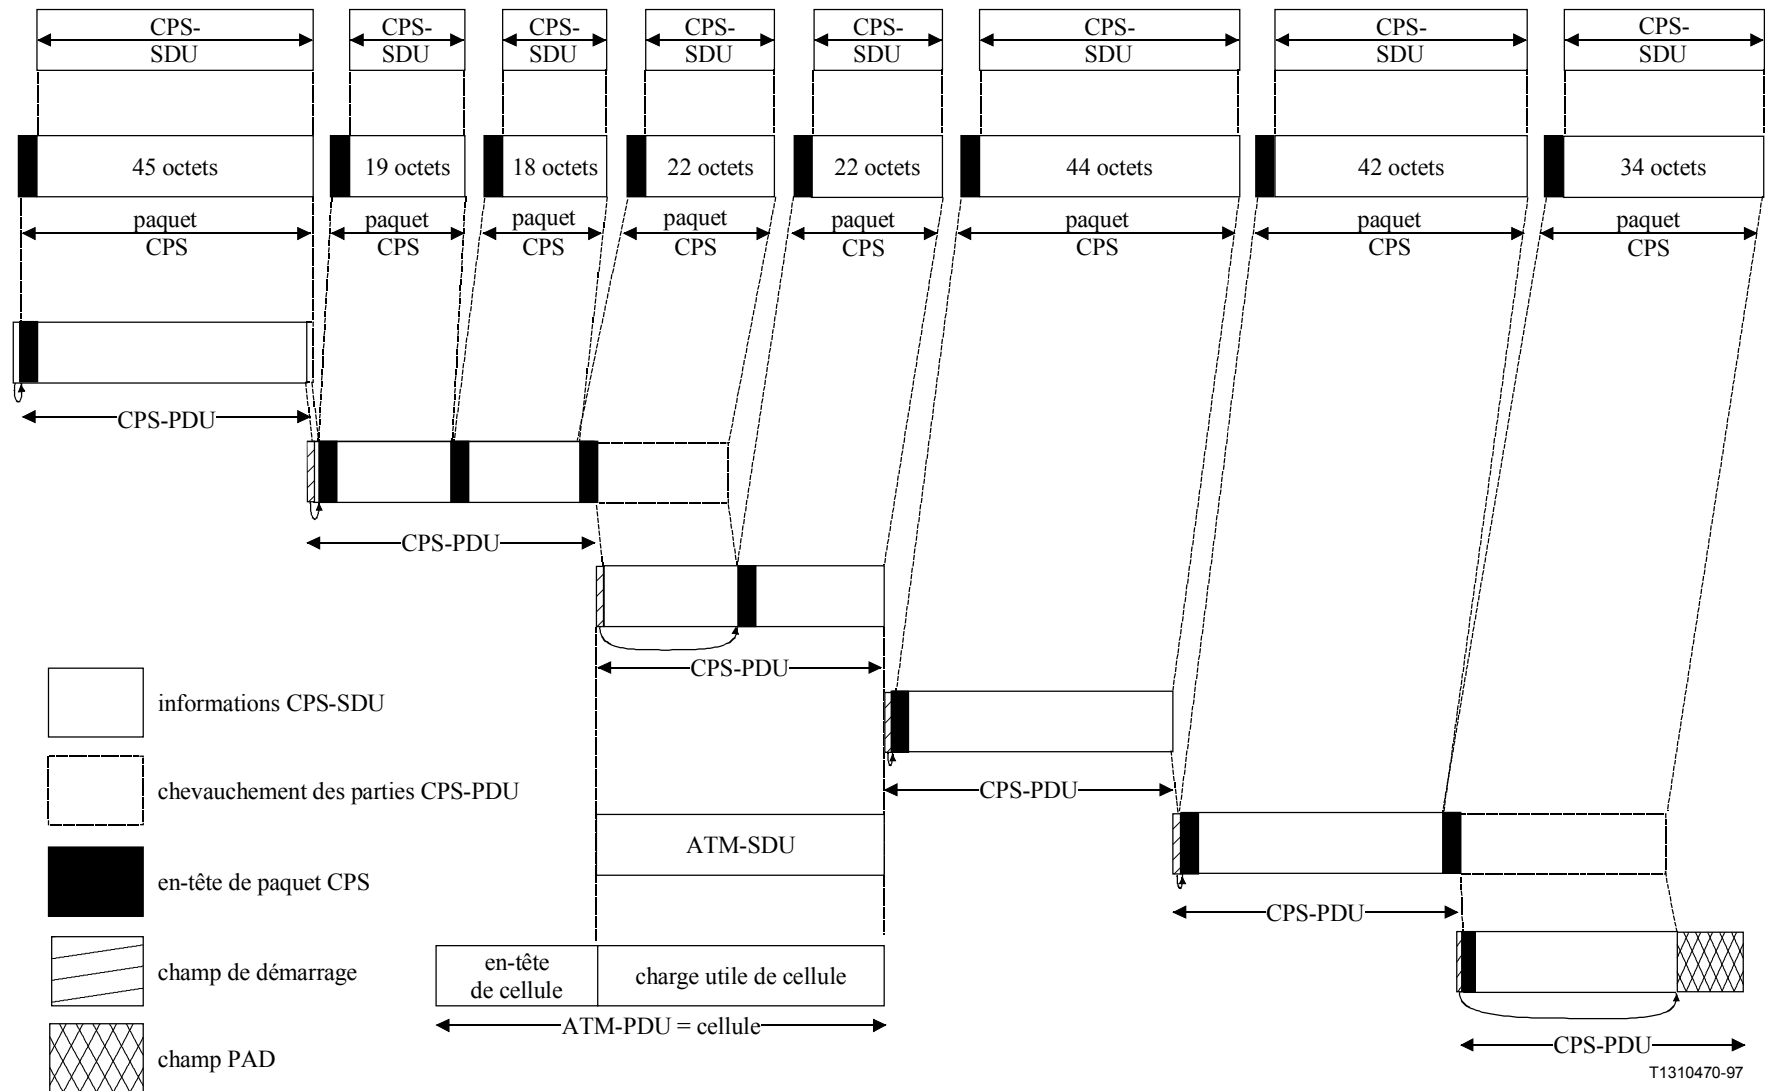 CPS-
SDU
CPS-
SDU
CPS-
SDU
CPS-
SDU
CPS-
SDU
CPS-
SDU
CPS-
SDU
CPS-
SDU
45 octets
19 octets
18 octets
22 octets
22 octets
44 octets
42 octets
34 octets
paquet
CPS
paquet
CPS
paquet
CPS
paquet
CPS
paquet
CPS
paquet
CPS
paquet
CPS
paquet
CPS
CPS-PDU
CPS-PDU
CPS-PDU
CPS-PDU
ATM-SDU
CPS-PDU
en-tête
de cellule
charge utile de cellule
ATM-PDU = cellule
CPS-PDU
informations CPS-SDU
chevauchement des parties CPS-PDU
en-tête de paquet CPS
champ de démarrage
champ PAD
T1310470-97